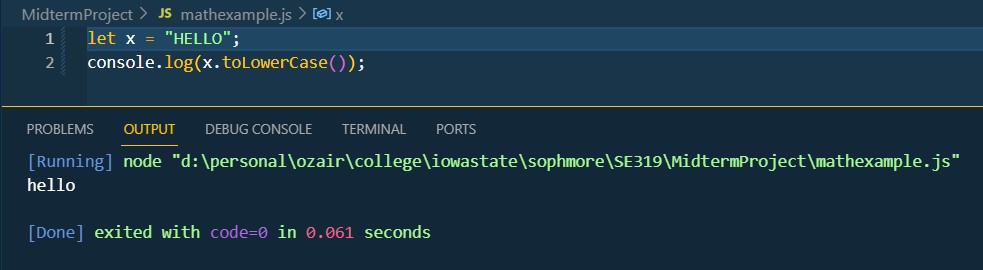 MidtermProject > JS mathexample.js > x
1 let x = "HELLO";
2 console.log(x.toLowerCase());
PROBLEMS OUTPUT DEBUG CONSOLE TERMINAL PORTS
[Running] node "d:\personal\ozair\college\iowastate\sophmore\SE319\MidtermProject\mathexample.js"
hello
[Done] exited with code=0 in 0.061 seconds